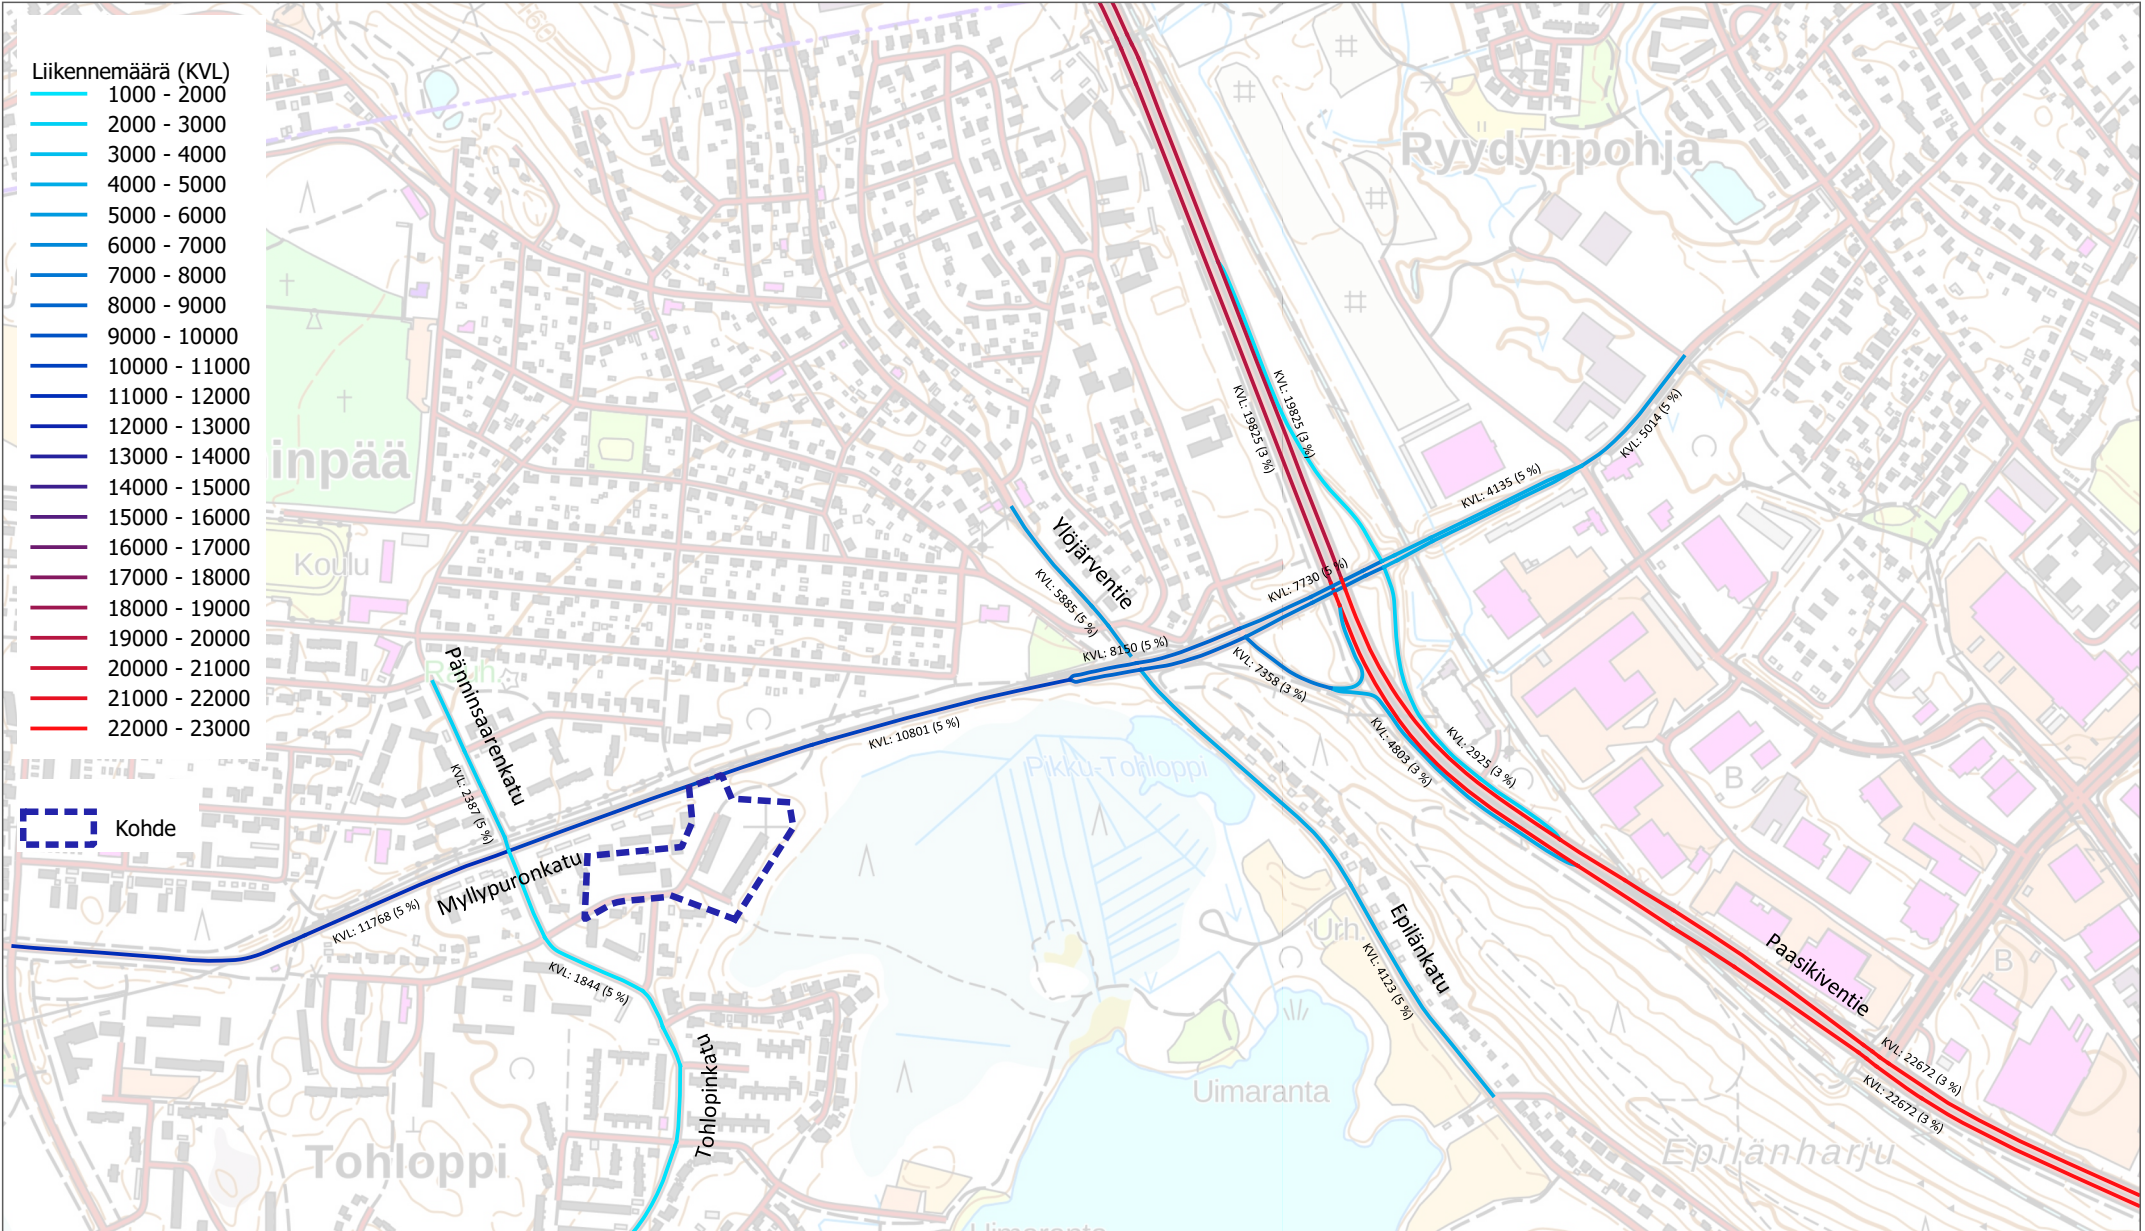 Liikennemäärä (KVL)
1000 - 2000
2000 - 3000
3000 - 4000
4000 - 5000
5000 - 6000
6000 - 7000
7000 - 8000
8000 - 9000
9000 - 10000
10000 - 11000
11000 - 12000
12000 - 13000
13000 - 14000
14000 - 15000
15000 - 16000
16000 - 17000
17000 - 18000
18000 - 19000
19000 - 20000
20000 - 21000
21000 - 22000
22000 - 23000
Kohde
Ryydynpohja
inpää
Koulu
KVL: 19825 (3 %)
KVL: 19825 (3 %)
KVL: 5014 (5 %)
KVL: 4135 (5 %)
KVL: 7730 (5 %)
Ylöjärventie
KVL: 5885 (5 %)
KVL: 8150 (5 %)
KVL: 7358 (3 %)
KVL: 4803 (3 %)
KVL: 2925 (3 %)
Pänninsaarenkatu
KVL: 2387 (5 %)
KVL: 10801 (5 %)
Pikku-Tohloppi
Myllypuronkatu
KVL: 11768 (5 %)
KVL: 1844 (5 %)
Tohlopinkatu
Tohloppi
Urh.
Epilänkatu
KVL: 4123 (5 %)
Uimaranta
Uimaranta
Paasikiventie
KVL: 22672 (3 %)
KVL: 22672 (3 %)
Epilänharju
B
B